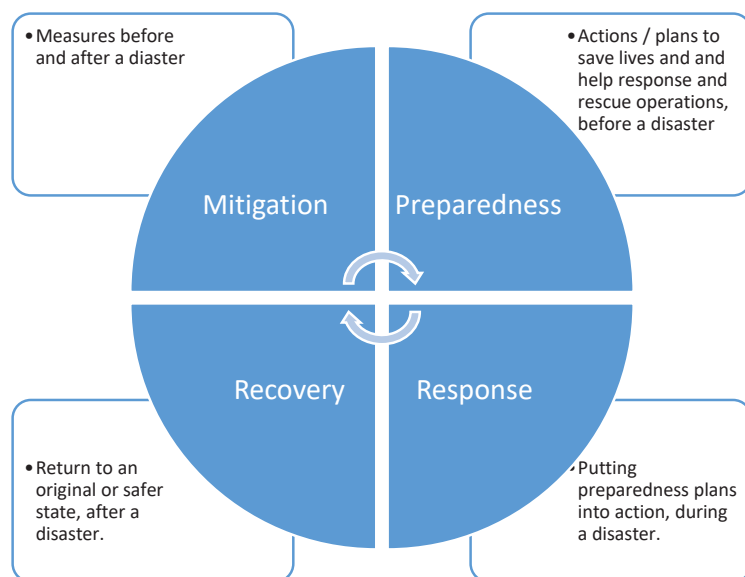 •Measures before
and after a diaster
•Actions / plans to
save lives and and
help response and
rescue operations,
before a disaster
Mitigation
Preparedness
Recovery
Response
•Return to an
original or safer
state, after a
disaster.
•Putting
preparedness plans
into action, during
a disaster.